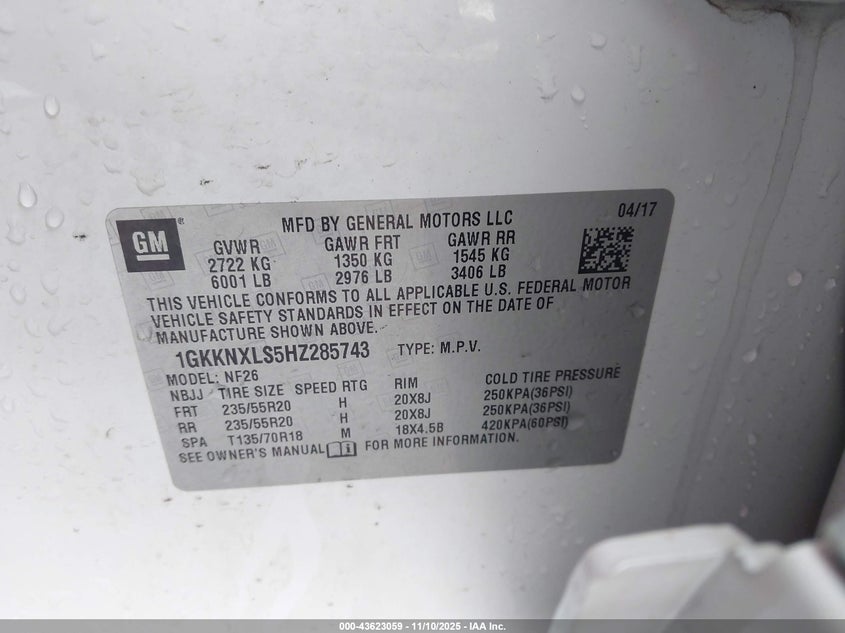 GM
MFD BY GENERAL MOTORS LLC
04/17
GVWR GAWR FRT GAWR RR
2722 KG 1350 KG 1545 KG
6001 LB 2976 LB 3406 LB
THIS VEHICLE CONFORMS TO ALL APPLICABLE U.S. FEDERAL MOTOR
VEHICLE SAFETY STANDARDS IN EFFECT ON THE DATE OF
MANUFACTURE SHOWN ABOVE.
1GKKNXLS5HZ285743 TYPE: M.P.V.
MODEL: NF26
NBJJ TIRE SIZE SPEED RTG RIM COLD TIRE PRESSURE
FRT 235/55R20 H 20X8J 250KPA(36PSI)
RR 235/55R20 H 20X8J 250KPA(36PSI)
SPA T135/70R18 M 18X4.5B 420KPA(60PSI)
SEE OWNER'S MANUAL FOR MORE INFORMATION.
000-43623059 - 11/10/2025 - IAA Inc.